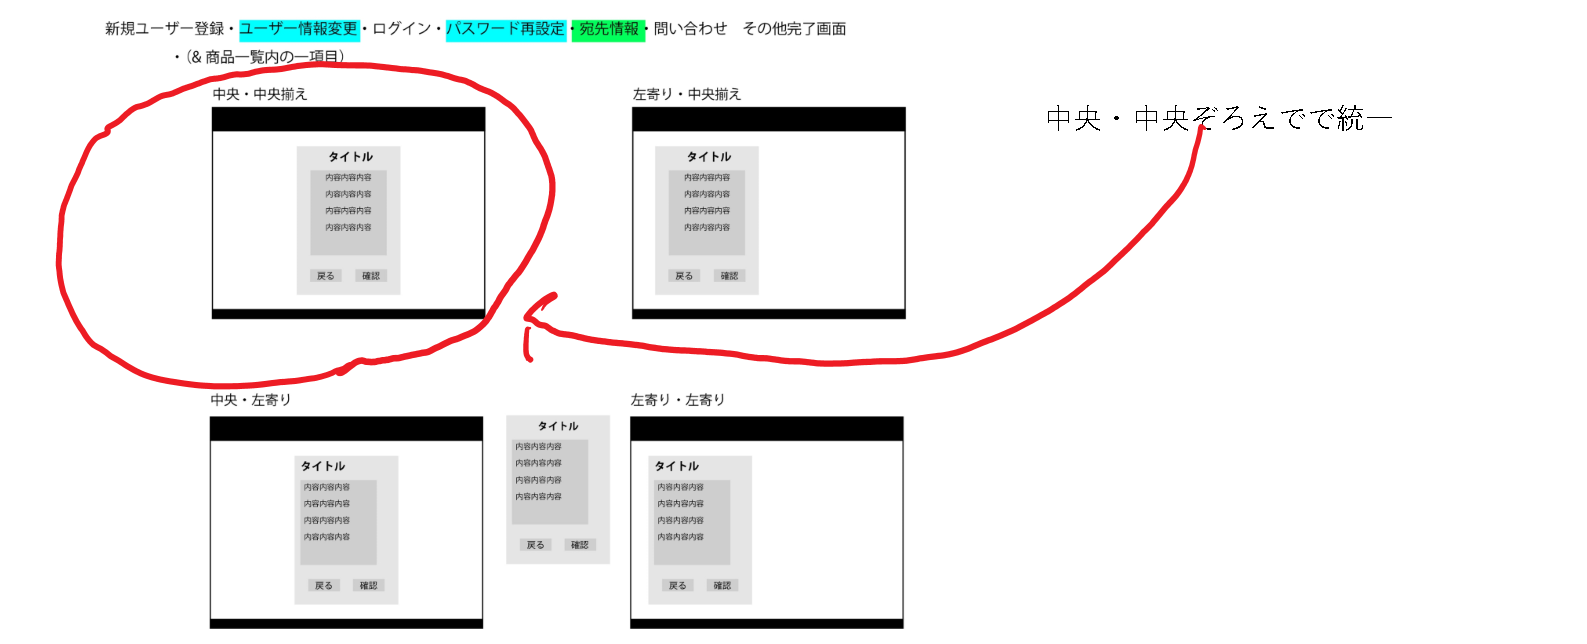 新規ユーザー登録・ユーザー情報変更・ログイン・パスワード再設定・宛先情報・問い合わせ　その他完了画面
・（& 商品一覧内の一項目）
中央・中央揃え
タイトル
内容内容内容
内容内容内容
内容内容内容
内容内容内容
戻る　確認
左寄り・中央揃え
タイトル
内容内容内容
内容内容内容
内容内容内容
内容内容内容
戻る　確認
中央・中央ぞろえでで統一
中央・左寄り
タイトル
内容内容内容
内容内容内容
内容内容内容
内容内容内容
戻る　確認
タイトル
内容内容内容
内容内容内容
内容内容内容
内容内容内容
戻る　確認
左寄り・左寄り
タイトル
内容内容内容
内容内容内容
内容内容内容
内容内容内容
戻る　確認